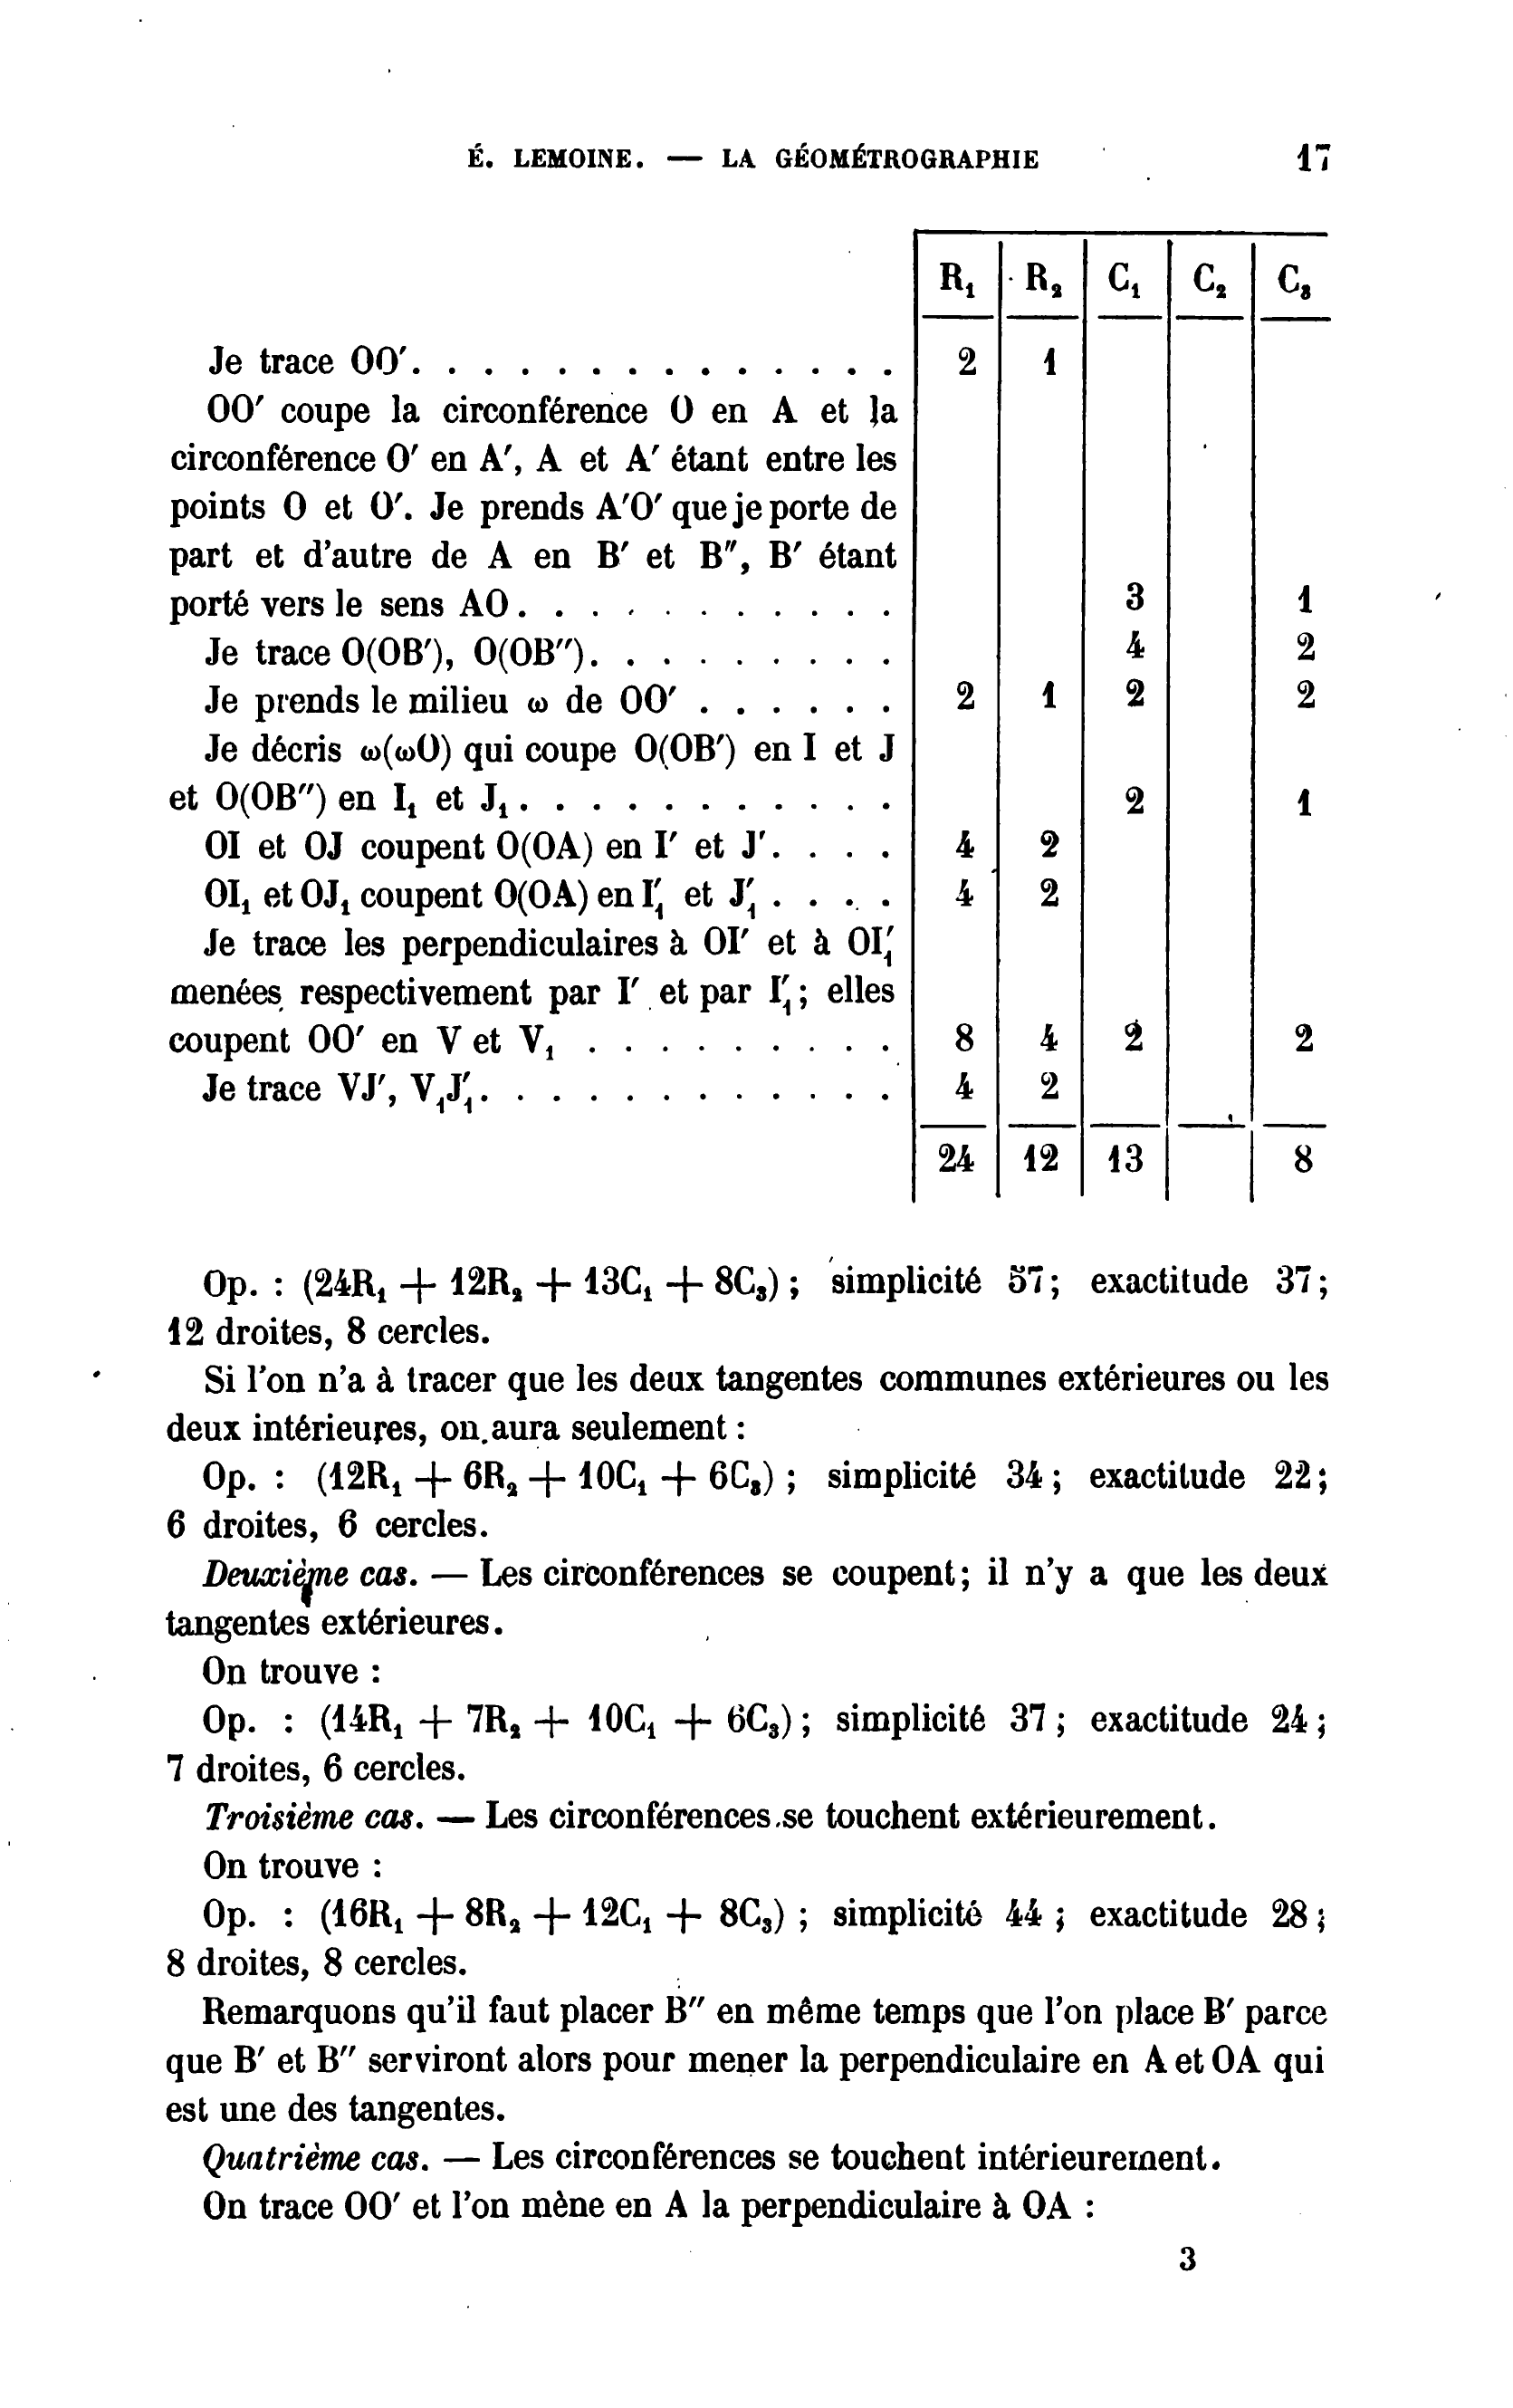 É. LEMOINE. — LA GÉOMÉTROGRAPHIE 17
R₁ R₂ C₁ C₂ C₃
Je trace OO′. . . . . . . . . . . . . . 2 1
OO′ coupe la circonférence O en A et la
circonférence O′ en A′, A et A′ étant entre les
points O et O′. Je prends A′O′ que je porte de
part et d'autre de A en B′ et B″, B′ étant
porté vers le sens AO. . . . . . . . . . . 3 1
Je trace O(OB′), O(OB″). . . . . . . . . 4 2
Je prends le milieu ω de OO′ . . . . . . 2 1 2 2
Je décris ω(ωO) qui coupe O(OB′) en I et J
et O(OB″) en I₁ et J₁. . . . . . . . . . . 2 1
OI et OJ coupent O(OA) en I′ et J′. . . . 4 2
OI₁ et OJ₁ coupent O(OA) en I′₁ et J′₁ . . . . 4 2
Je trace les perpendiculaires à OI′ et à OI′₁
menées respectivement par I′ et par I′₁; elles
coupent OO′ en V et V₁ . . . . . . . . . 8 4 2 2
Je trace VJ′, V₁J′₁. . . . . . . . . . . . 4 2
24 12 13 8
Op. : (24R₁ + 12R₂ + 13C₁ + 8C₃) ; simplicité 57; exactitude 37;
12 droites, 8 cercles.
Si l'on n'a à tracer que les deux tangentes communes extérieures ou les
deux intérieures, on aura seulement :
Op. : (12R₁ + 6R₂ + 10C₁ + 6C₃) ; simplicité 34 ; exactitude 22;
6 droites, 6 cercles.
Deuxième cas. — Les circonférences se coupent; il n'y a que les deux
tangentes extérieures.
On trouve :
Op. : (14R₁ + 7R₂ + 10C₁ + 6C₃) ; simplicité 37 ; exactitude 24 ;
7 droites, 6 cercles.
Troisième cas. — Les circonférences se touchent extérieurement.
On trouve :
Op. : (16R₁ + 8R₂ + 12C₁ + 8C₃) ; simplicité 44 ; exactitude 28 ;
8 droites, 8 cercles.
Remarquons qu'il faut placer B″ en même temps que l'on place B′ parce
que B′ et B″ serviront alors pour mener la perpendiculaire en A et OA qui
est une des tangentes.
Quatrième cas. — Les circonférences se touchent intérieurement.
On trace OO′ et l'on mène en A la perpendiculaire à OA :
3